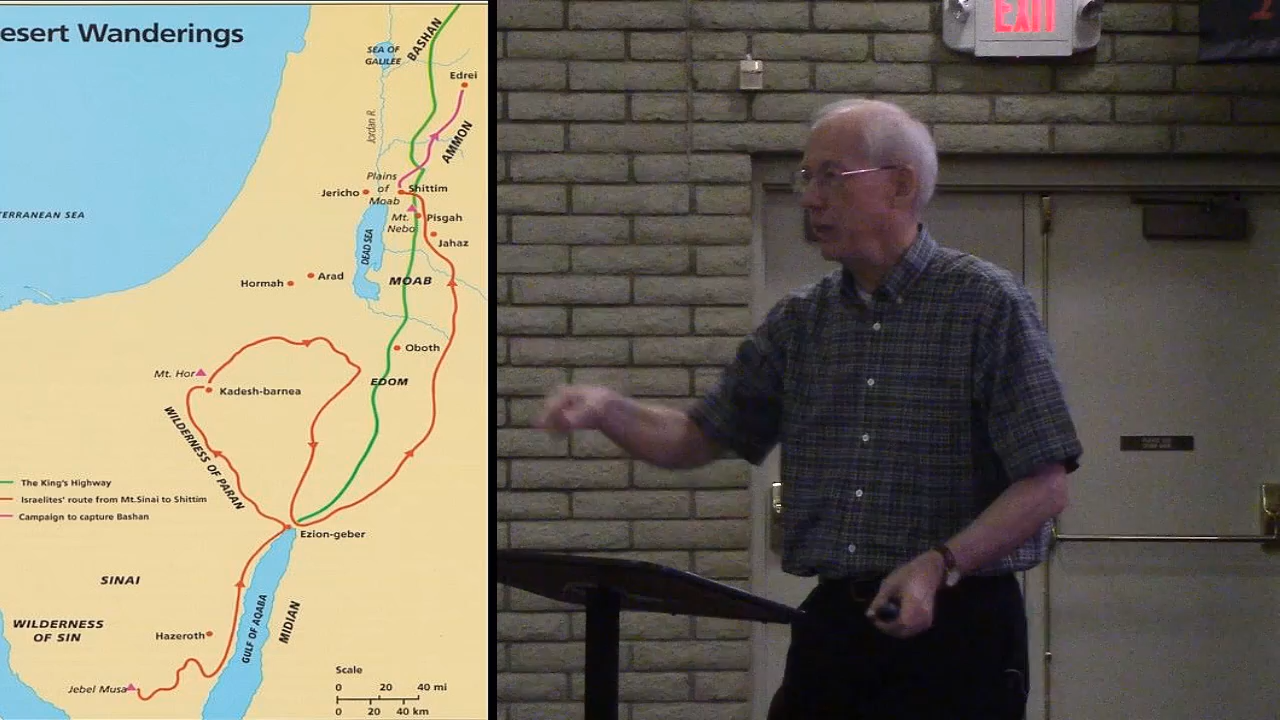 esert Wanderings
SEA OF
GALILEE
BASHAN
Edrei
Jordan R.
AMMON
Plains
of
Moab
Jericho
Shittim
TERRANEAN SEA
Mt.
Nebo
Pisgah
DEAD SEA
Jahaz
Arad
Hormah
MOAB
Oboth
Mt. Hor
EDOM
Kadesh-barnea
WILDERNESS OF PARAN
The King's Highway
Israelites' route from Mt.Sinai to Shittim
Campaign to capture Bashan
Ezion-geber
SINAI
WILDERNESS
OF SIN
Hazeroth
GULF OF AQABA
MIDIAN
Jebel Musa
Scale
0 20 40 mi
0 20 40 km
EXIT